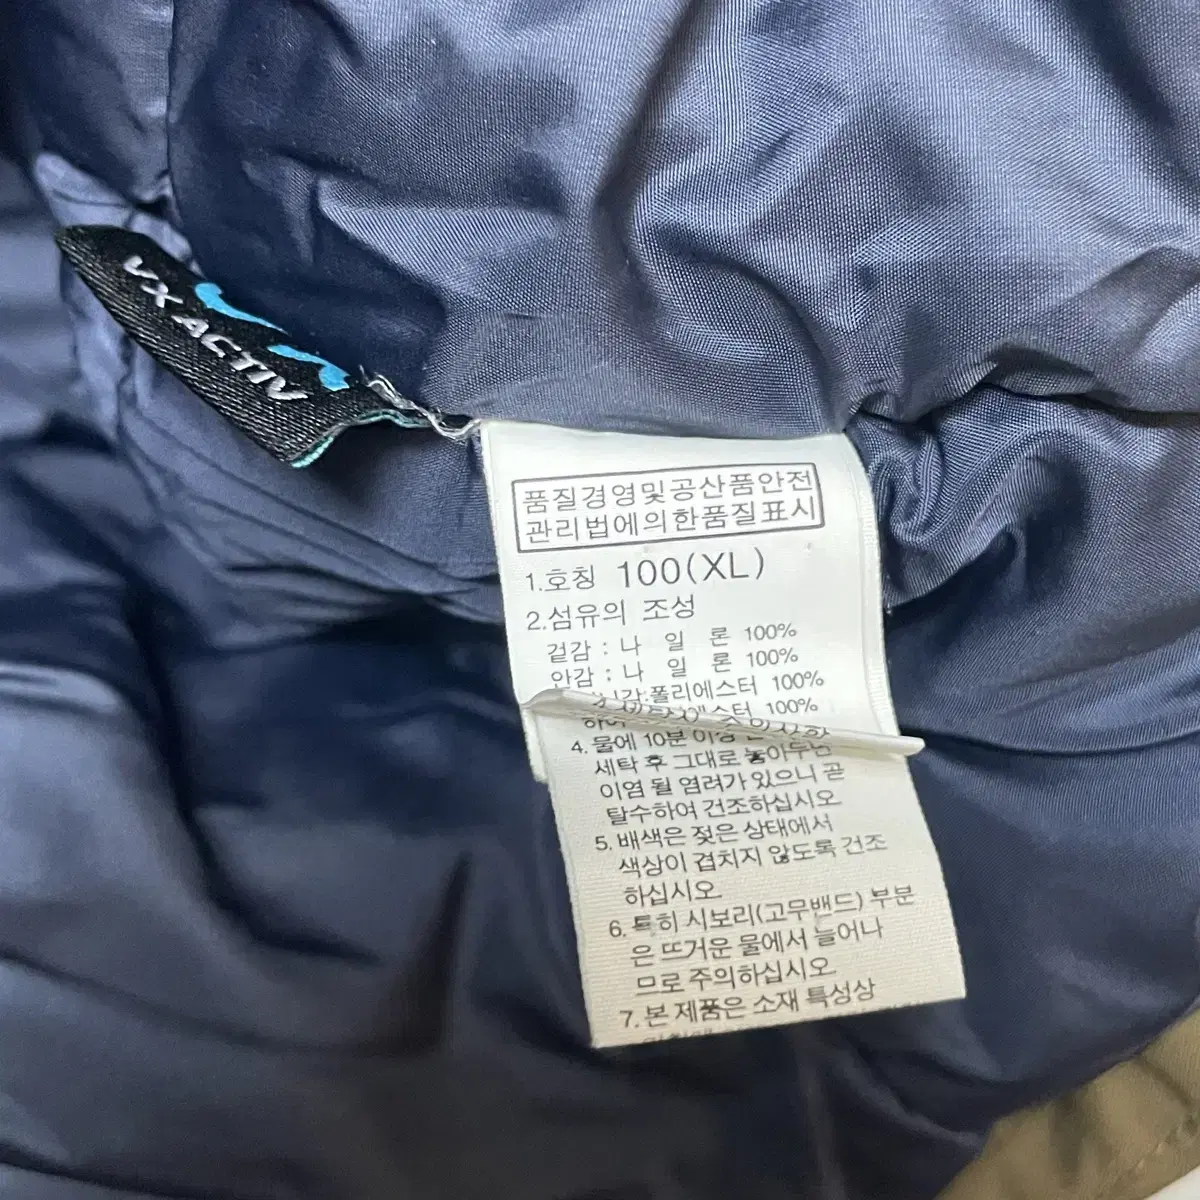 VX ACTIV
품질경영및공산품안전
관리법에의한품질표시
1.호칭 100(XL)
2.섬유의 조성
겉감 : 나 일 론 100%
안감 : 나 일 론 100%
폴리에스터 100%
에스터 100%
4. 물에 10분 이상
세탁 후 그대로 놓아두면
이염 될 염려가 있으니 곧
탈수하여 건조하십시오
5. 배색은 젖은 상태에서
색상이 겹치지 않도록 건조
하십시오.
6. 특히 시보리(고무밴드) 부분
은 뜨거운 물에서 늘어나
므로 주의하십시오
7. 본 제품은 소재 특성상